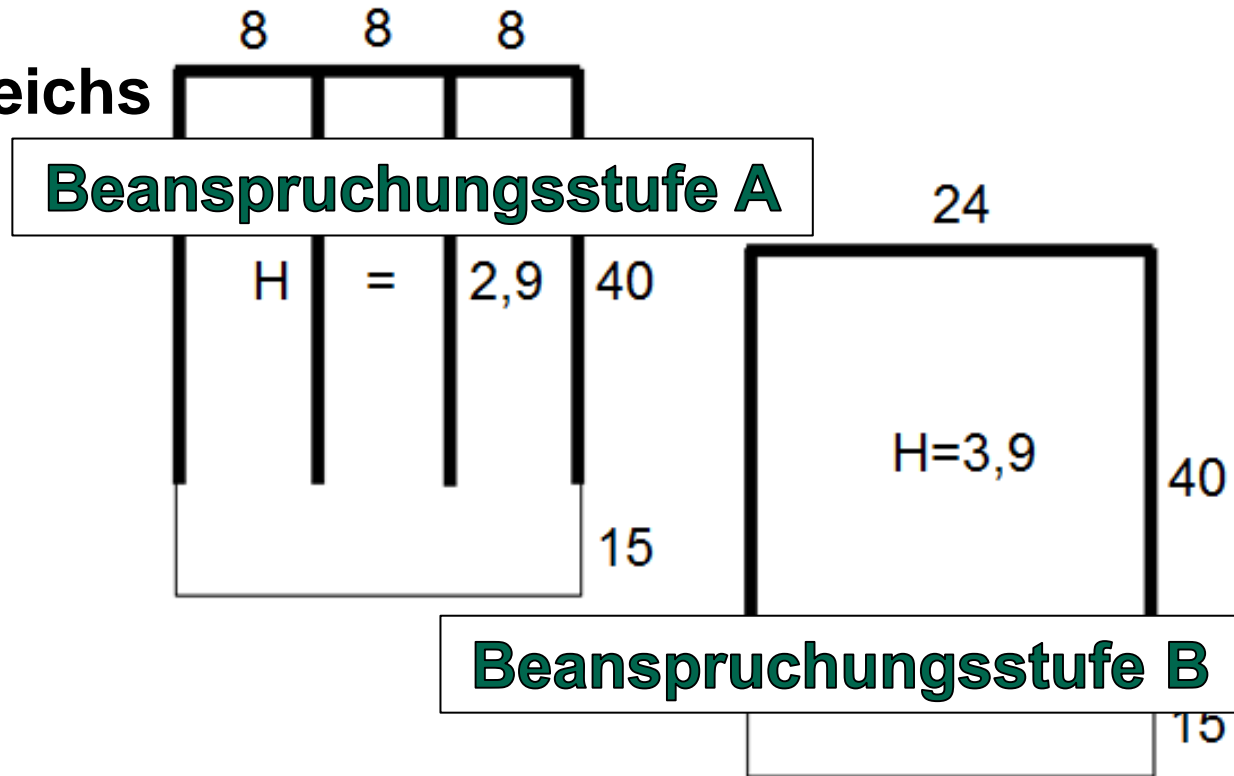 8 8 8
eichs
Beanspruchungsstufe A
24
H = 2,9 40
H=3,9
40
15
Beanspruchungsstufe B
15